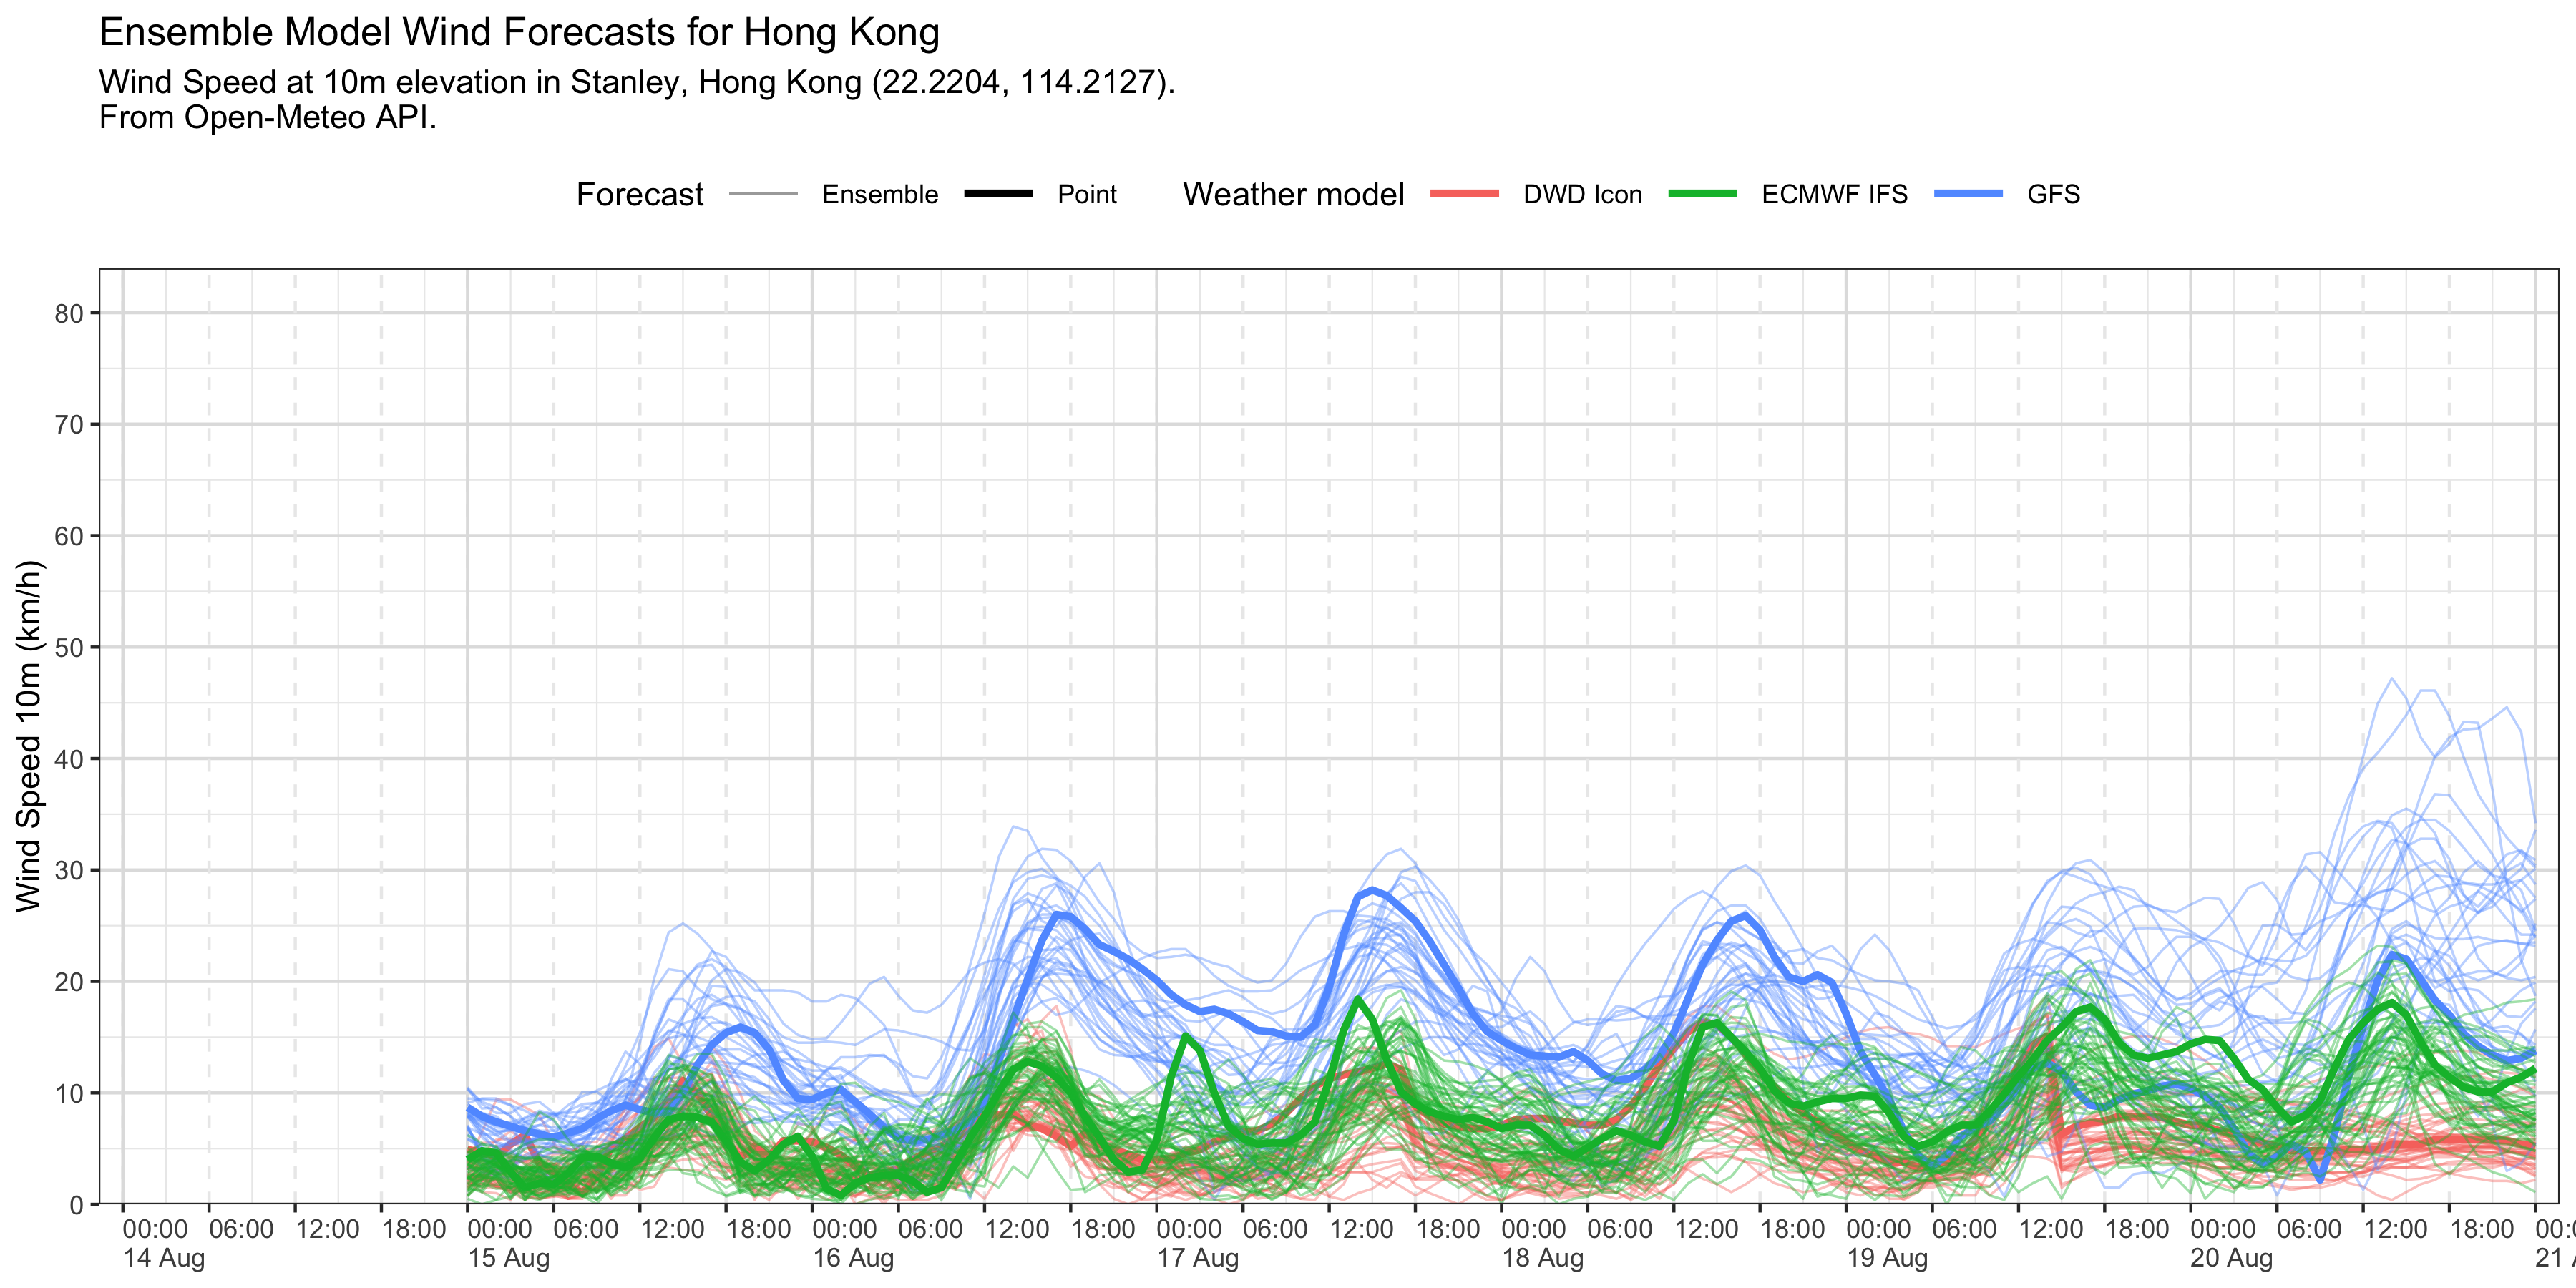 Ensemble Model Wind Forecasts for Hong Kong
Wind Speed at 10m elevation in Stanley, Hong Kong (22.2204, 114.2127).
From Open-Meteo API.
Forecast Ensemble Point Weather model DWD Icon ECMWF IFS GFS
Wind Speed 10m (km/h)
80
70
60
50
40
30
20
10
0
00:00 06:00 12:00 18:00 00:00 06:00 12:00 18:00 00:00 06:00 12:00 18:00 00:00 06:00 12:00 18:00 00:00 06:00 12:00 18:00 00:00 06:00 12:00 18:00 00:00 06:00 12:00 18:00
14 Aug 15 Aug 16 Aug 17 Aug 18 Aug 19 Aug 20 Aug 21